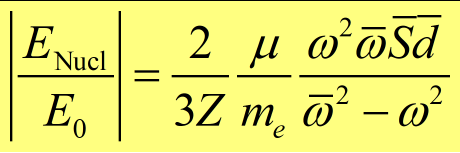 |E_Nucl / E_0| = 2/(3Z) μ/m_e (ω² ω̅ S̅ d̅)/(ω̅² − ω²)